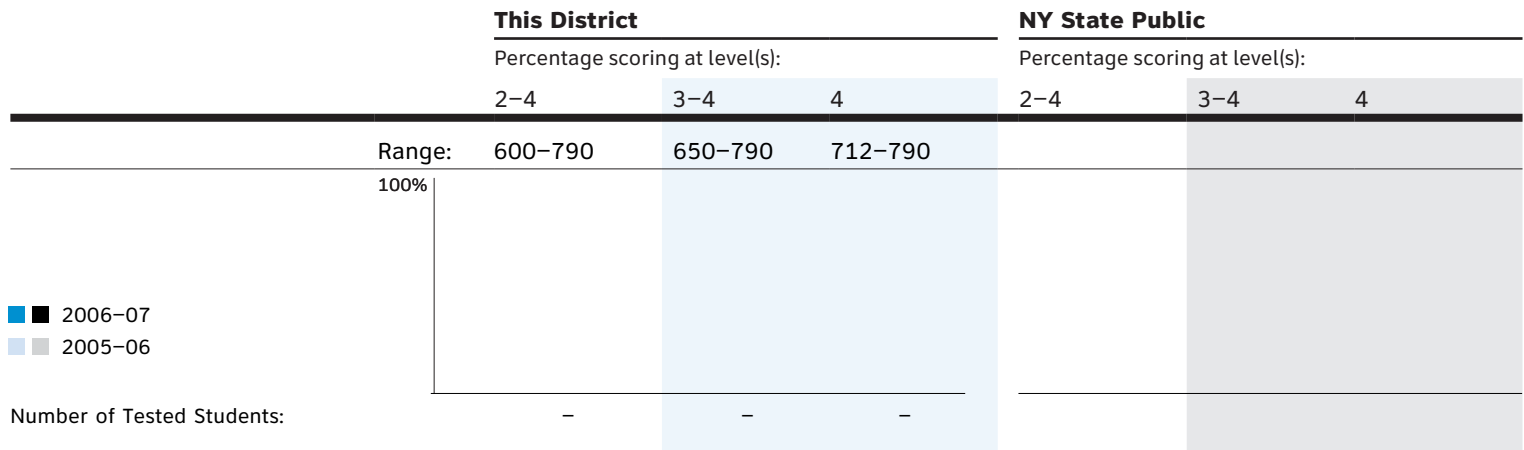 This District NY State Public
Percentage scoring at level(s): Percentage scoring at level(s):
2–4 3–4 4 2–4 3–4 4
Range: 600–790 650–790 712–790
100%
2006–07
2005–06
Number of Tested Students: – – –